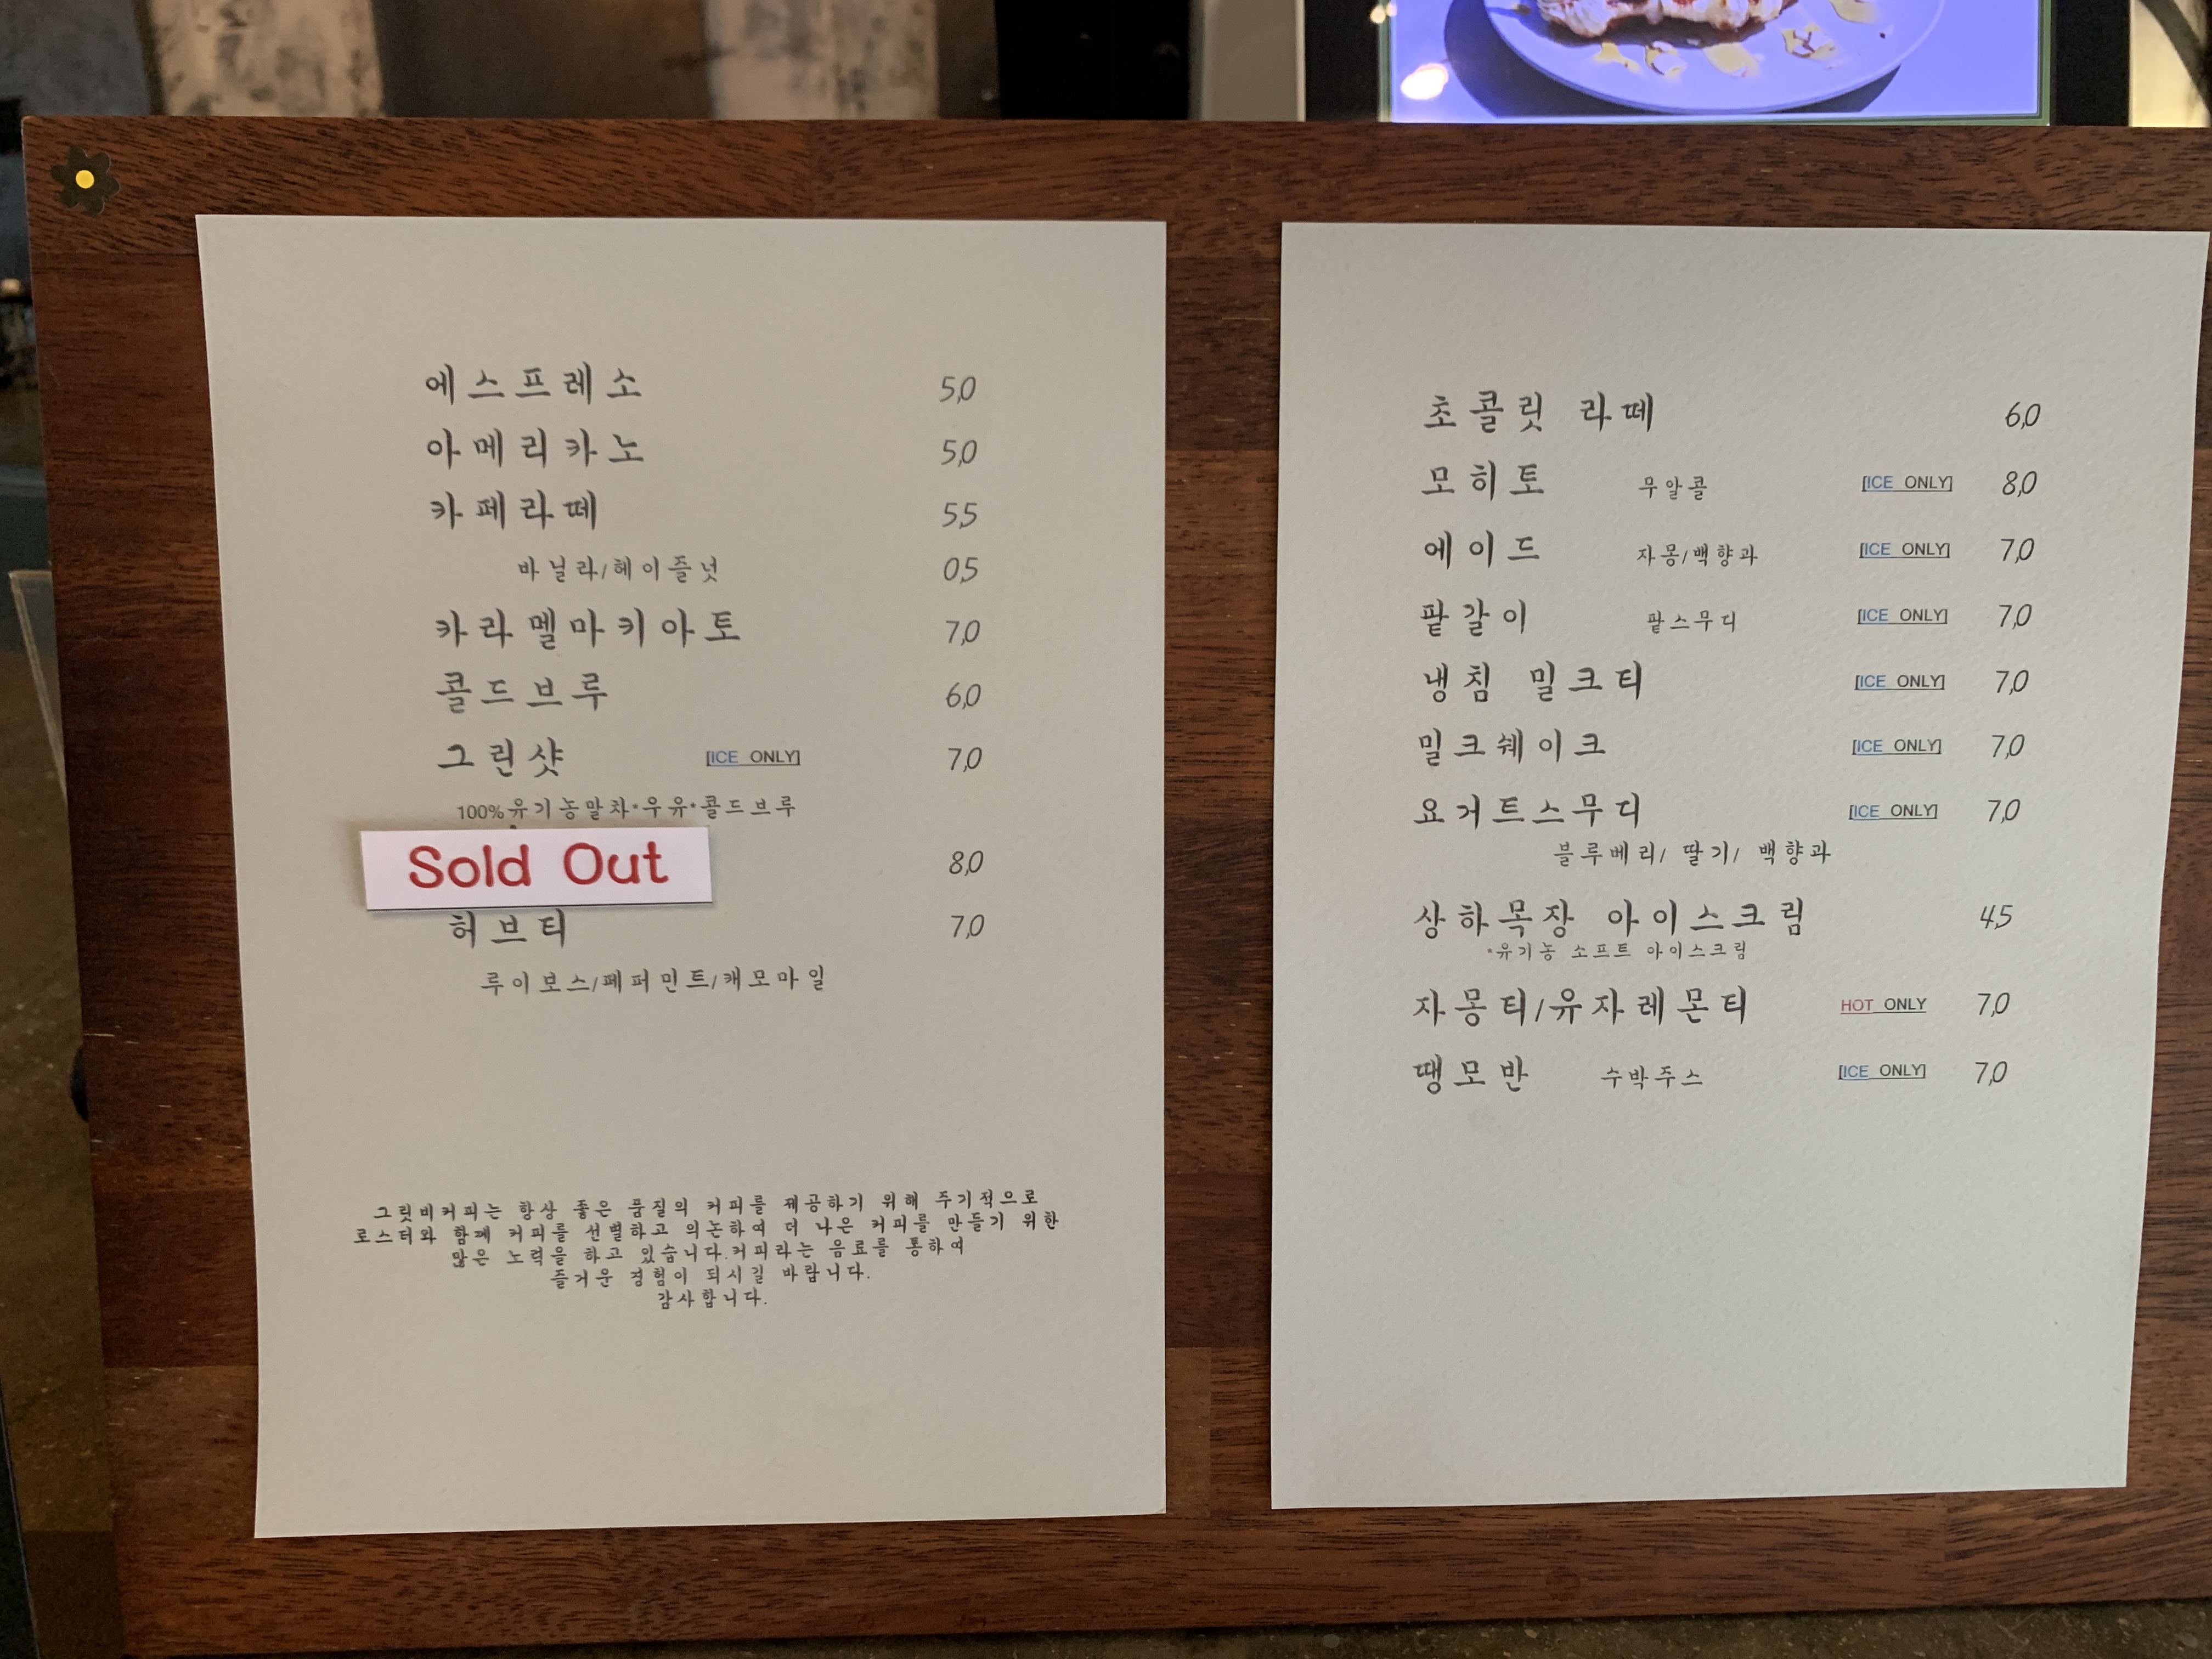 에스프레소 5,0
아메리카노 5,0
카페라떼 5,5
바닐라/헤이즐넛 0,5
카라멜마키아토 7,0
콜드브루 6,0
그린샷 [ICE ONLY] 7,0
100%유기농말차*우유*콜드브루
Sold Out 8,0
허브티 7,0
루이보스/페퍼민트/캐모마일
그릿비커피는 항상 좋은 품질의 커피를 제공하기 위해 주기적으로
로스터와 함께 커피를 선별하고 의논하여 더 나은 커피를 만들기 위한
많은 노력을 하고 있습니다.커피라는 음료를 통하여
즐거운 경험이 되시길 바랍니다.
감사합니다.
초콜릿 라떼 6,0
모히토 무알콜 [ICE ONLY] 8,0
에이드 자몽/백향과 [ICE ONLY] 7,0
팥갈이 팥스무디 [ICE ONLY] 7,0
냉침 밀크티 [ICE ONLY] 7,0
밀크쉐이크 [ICE ONLY] 7,0
요거트스무디 [ICE ONLY] 7,0
블루베리/ 딸기/ 백향과
상하목장 아이스크림 4,5
*유기농 소프트 아이스크림
자몽티/유자레몬티 HOT ONLY 7,0
땡모반 수박주스 [ICE ONLY] 7,0